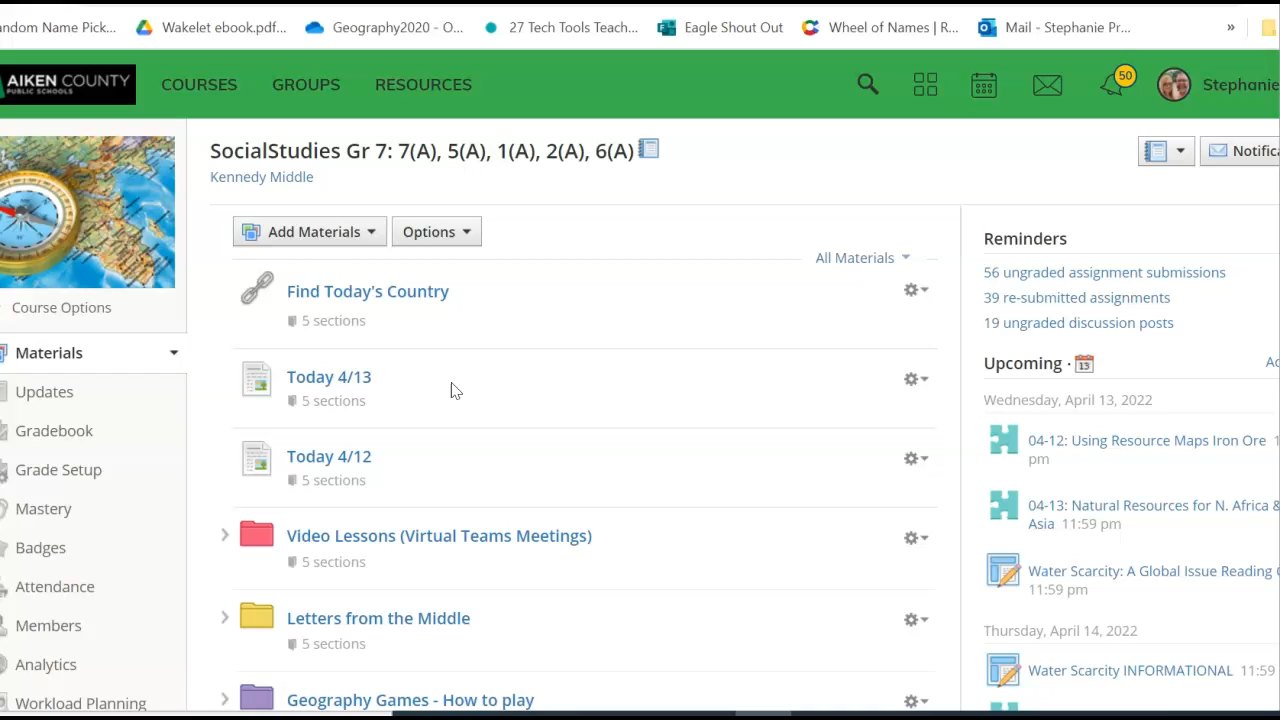 andom Name Pick...
Wakelet ebook.pdf...
Geography2020 - O...
27 Tech Tools Teach...
Eagle Shout Out
Wheel of Names | R...
Mail - Stephanie Pr...
»
AIKEN COUNTY
PUBLIC SCHOOLS
COURSES
GROUPS
RESOURCES
50
Stephanie
SocialStudies Gr 7: 7(A), 5(A), 1(A), 2(A), 6(A)
Kennedy Middle
Notifica
Course Options
Materials
Updates
Gradebook
Grade Setup
Mastery
Badges
Attendance
Members
Analytics
Workload Planning
Add Materials
Options
All Materials
Find Today's Country
5 sections
Today 4/13
5 sections
Today 4/12
5 sections
Video Lessons (Virtual Teams Meetings)
5 sections
Letters from the Middle
5 sections
Geography Games - How to play
Reminders
56 ungraded assignment submissions
39 re-submitted assignments
19 ungraded discussion posts
Upcoming · 13
Ad
Wednesday, April 13, 2022
04-12: Using Resource Maps Iron Ore 1
pm
04-13: Natural Resources for N. Africa &
Asia 11:59 pm
Water Scarcity: A Global Issue Reading
11:59 pm
Thursday, April 14, 2022
Water Scarcity INFORMATIONAL 11:59